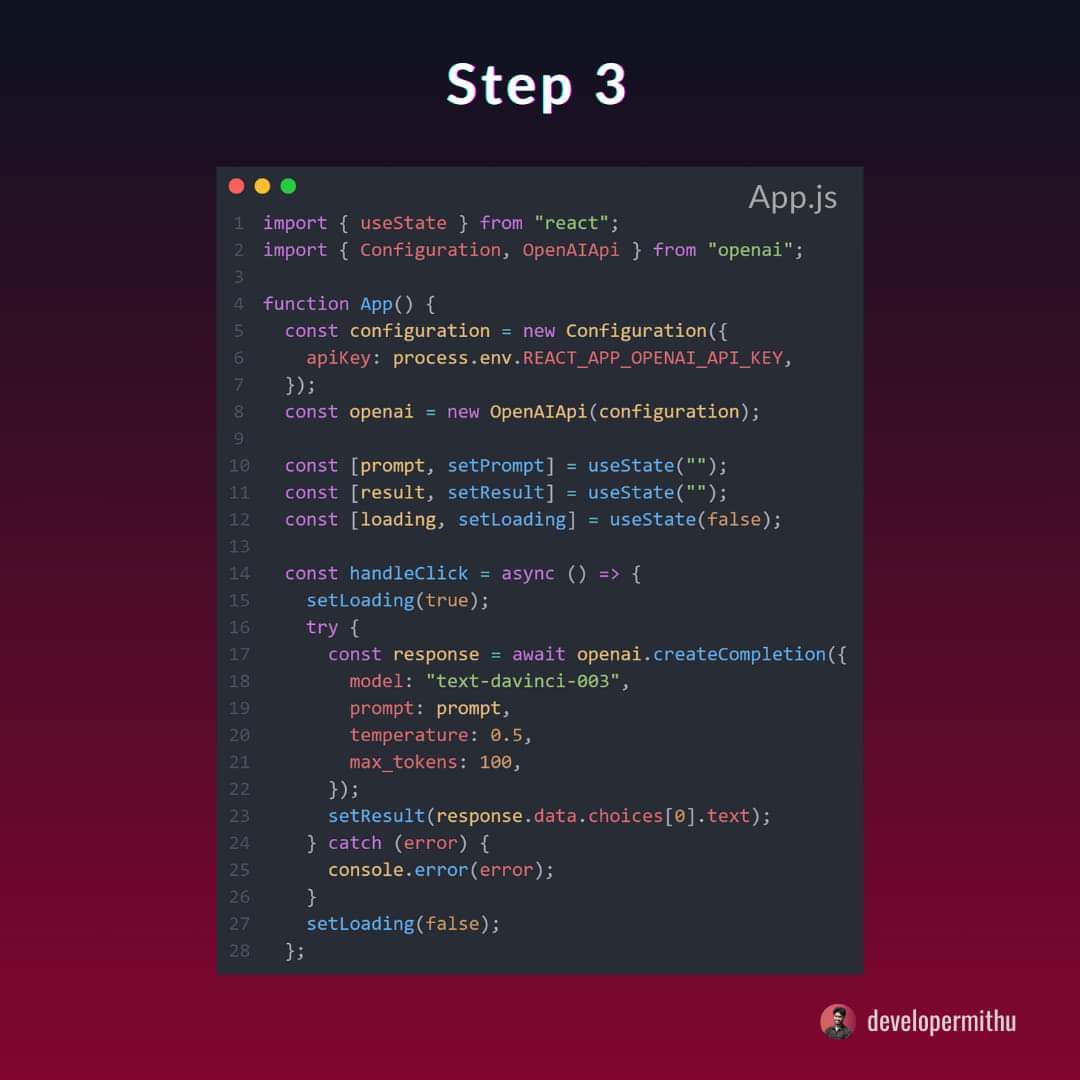 Step 3
App.js
1 import { useState } from "react";
2 import { Configuration, OpenAIApi } from "openai";
3
4 function App() {
5   const configuration = new Configuration({
6     apiKey: process.env.REACT_APP_OPENAI_API_KEY,
7   });
8   const openai = new OpenAIApi(configuration);
9
10   const [prompt, setPrompt] = useState("");
11   const [result, setResult] = useState("");
12   const [loading, setLoading] = useState(false);
13
14   const handleClick = async () => {
15     setLoading(true);
16     try {
17       const response = await openai.createCompletion({
18         model: "text-davinci-003",
19         prompt: prompt,
20         temperature: 0.5,
21         max_tokens: 100,
22       });
23       setResult(response.data.choices[0].text);
24     } catch (error) {
25       console.error(error);
26     }
27     setLoading(false);
28   };
developermithu